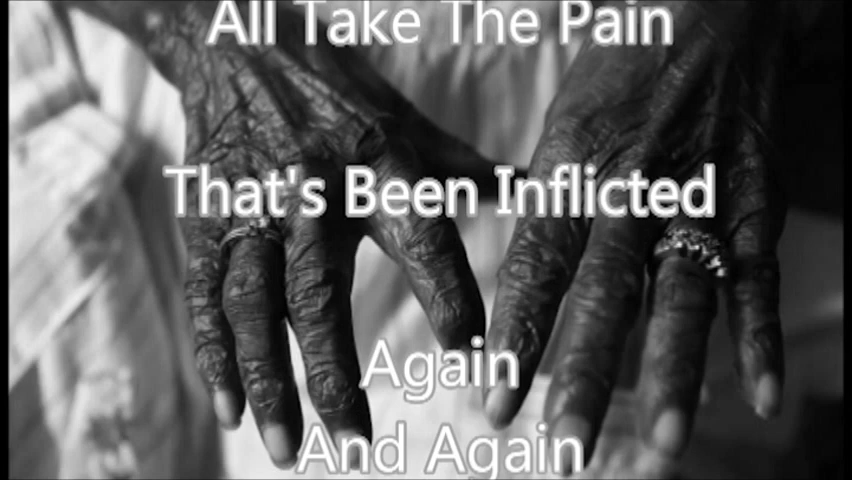 All Take The Pain
That's Been Inflicted
Again
And Again